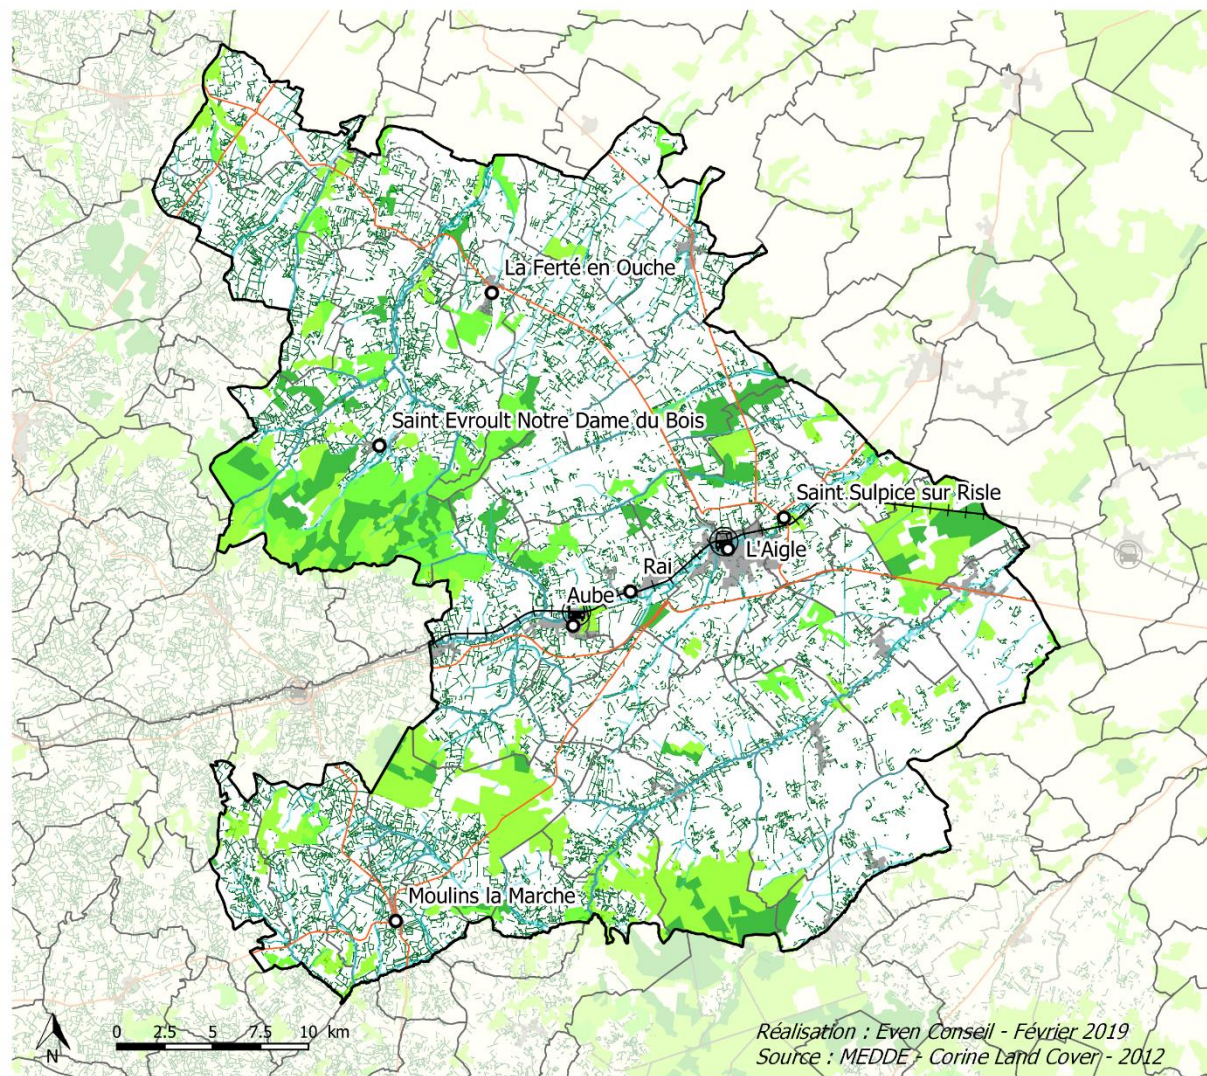 La Ferté en Ouche
Saint Evroult Notre Dame du Bois
Saint Sulpice sur Risle
L'Aigle
Rai
Aube
Moulins la Marche
N
0 2.5 5 7.5 10 km
Réalisation : Even Conseil - Février 2019
Source : MEDDE - Corine Land Cover - 2012